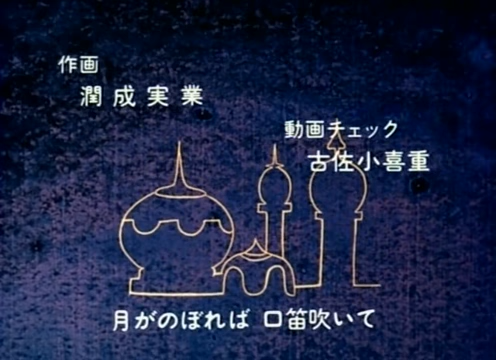 作画
潤成実業
動画チェック
古佐小喜重
月がのぼれば 口笛吹いて